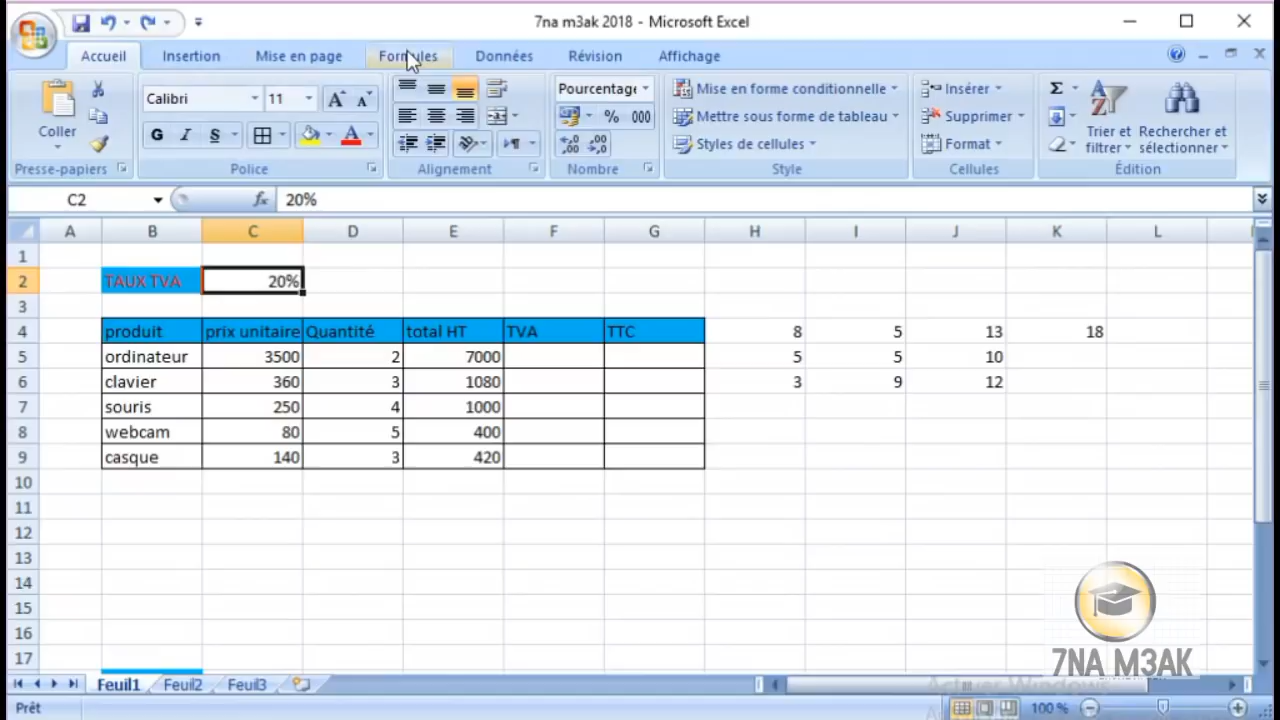 7na m3ak 2018 - Microsoft Excel
Accueil Insertion Mise en page Formules Données Révision Affichage
Calibri 11 Pourcentage Mise en forme conditionnelle Insérer Σ
Coller G I S A % 000 Mettre sous forme de tableau Supprimer Trier et filtrer Rechercher et sélectionner
Styles de cellules Format
Presse-papiers Police Alignement Nombre Style Cellules Édition
C2 fx 20%
A B C D E F G H I J K L
1
2 TAUX TVA 20%
3
4 produit prix unitaire Quantité total HT TVA TTC 8 5 13 18
5 ordinateur 3500 2 7000 5 5 10
6 clavier 360 3 1080 3 9 12
7 souris 250 4 1000
8 webcam 80 5 400
9 casque 140 3 420
10
11
12
13
14
15
16
17
7NA M3AK
Feuil1 Feuil2 Feuil3
Activer Windows
Prêt 100 %